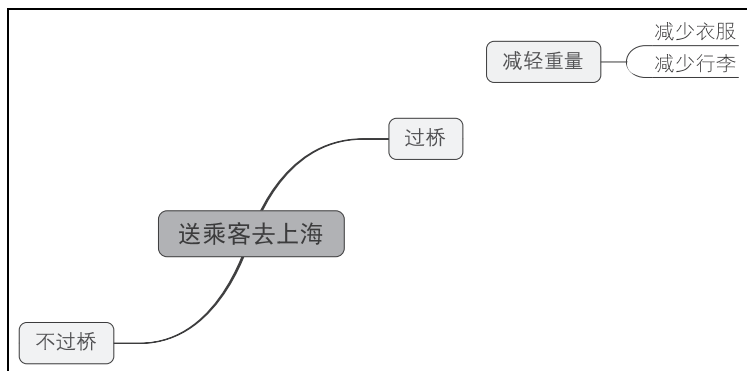 减少衣服
减轻重量
减少行李
过桥
送乘客去上海
不过桥